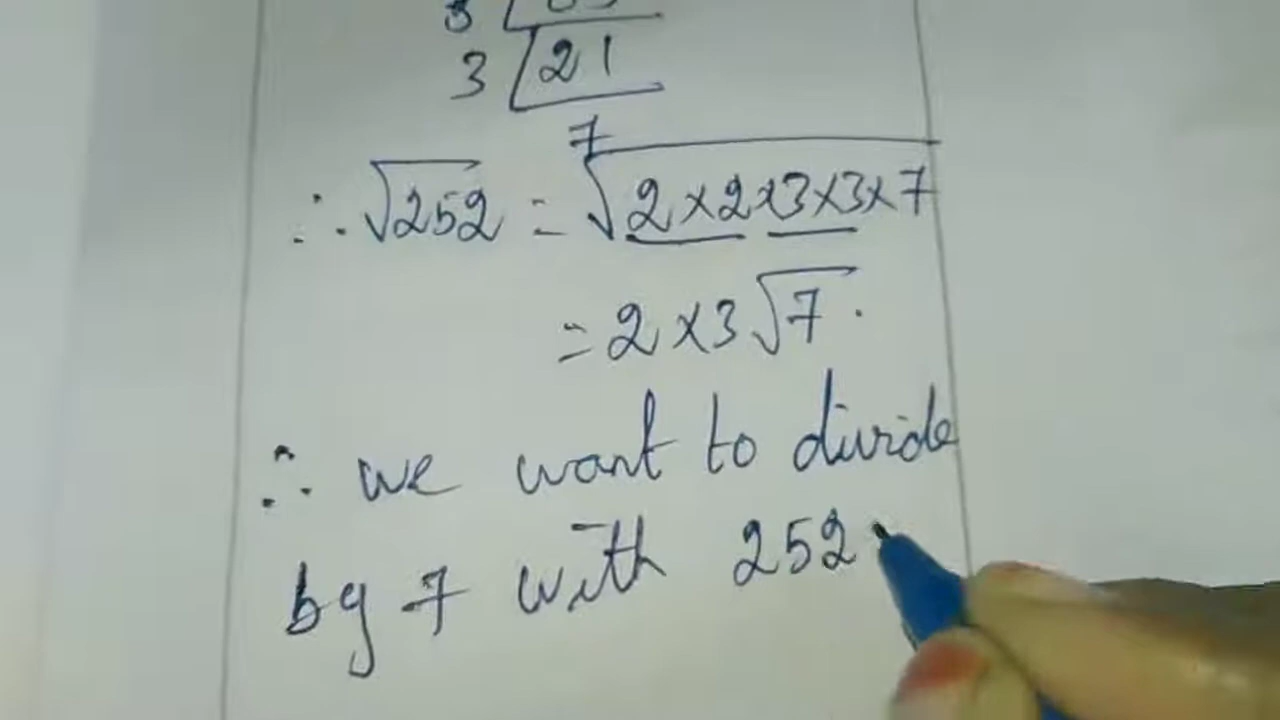 3 21
7
∴ √252 = √2×2×3×3×7
= 2×3√7.
∴ we want to divide
by 7 with 252